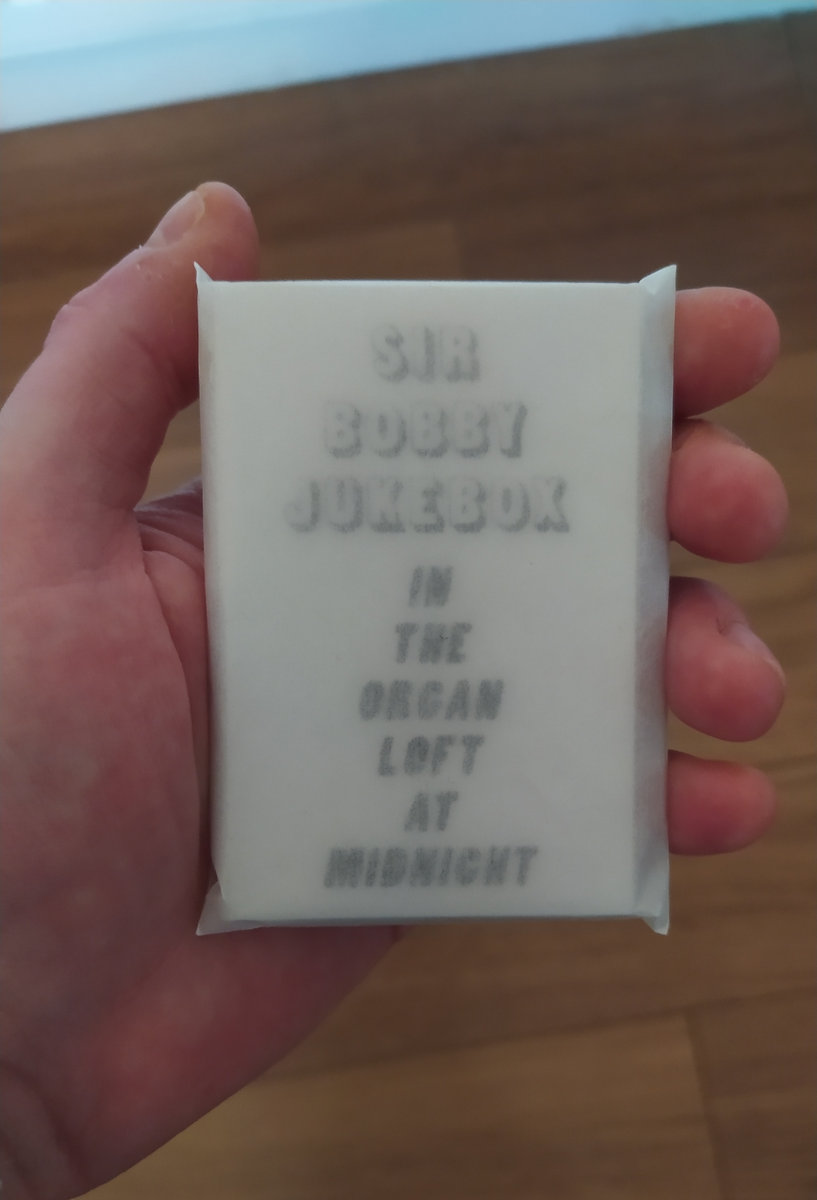 SIR
BOBBY
JUKEBOX
IN
THE
ORGAN
LOFT
AT
MIDNIGHT